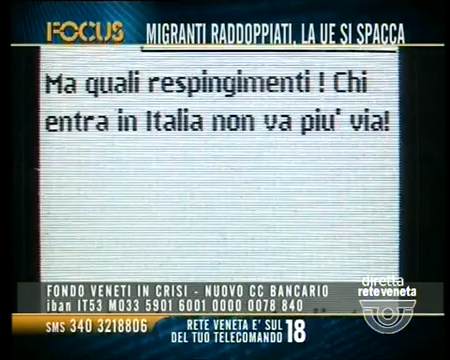 FOCUS
MIGRANTI RADDOPPIATI, LA UE SI SPACCA
Ma quali respingimenti ! Chi
entra in Italia non va piu' via!
FONDO VENETI IN CRISI - NUOVO CC BANCARIO
iban IT53 M033 5901 6001 0000 0078 840
diretta
reteveneta
SMS 340 3218806
RETE VENETA E' SUL
DEL TUO TELECOMANDO 18